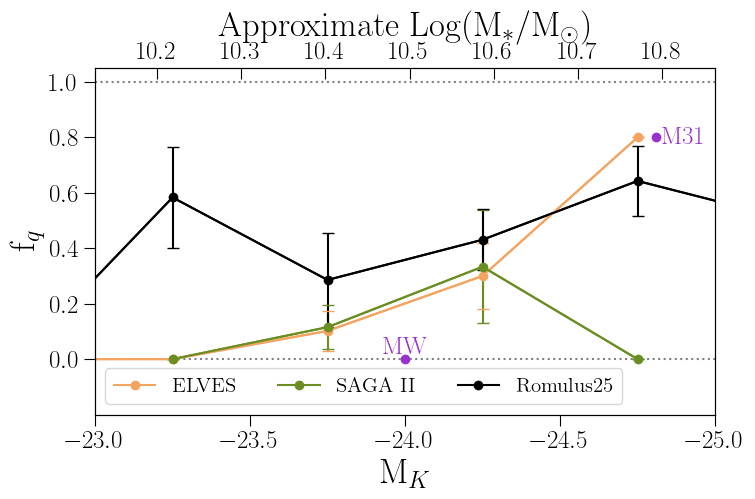 Approximate Log(M*/M☉)
10.2 10.3 10.4 10.5 10.6 10.7 10.8
1.0
M31
0.8
0.6
f_q
0.4
0.2
MW
0.0
ELVES SAGA II Romulus25
−23.0 −23.5 −24.0 −24.5 −25.0
M_K